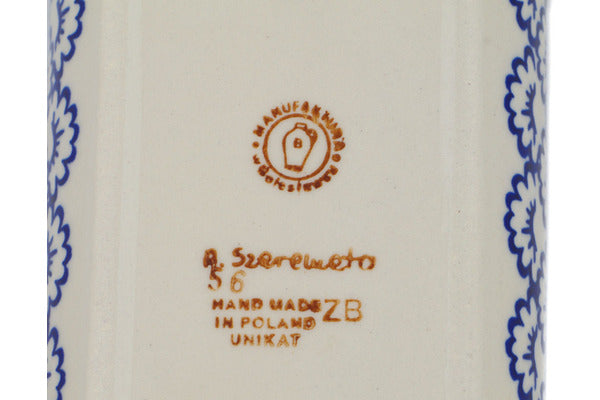 MANUFAKTURA
w Bolesławcu
B
A. Szeremeta
56
HAND MADE ZB
IN POLAND
UNIKAT